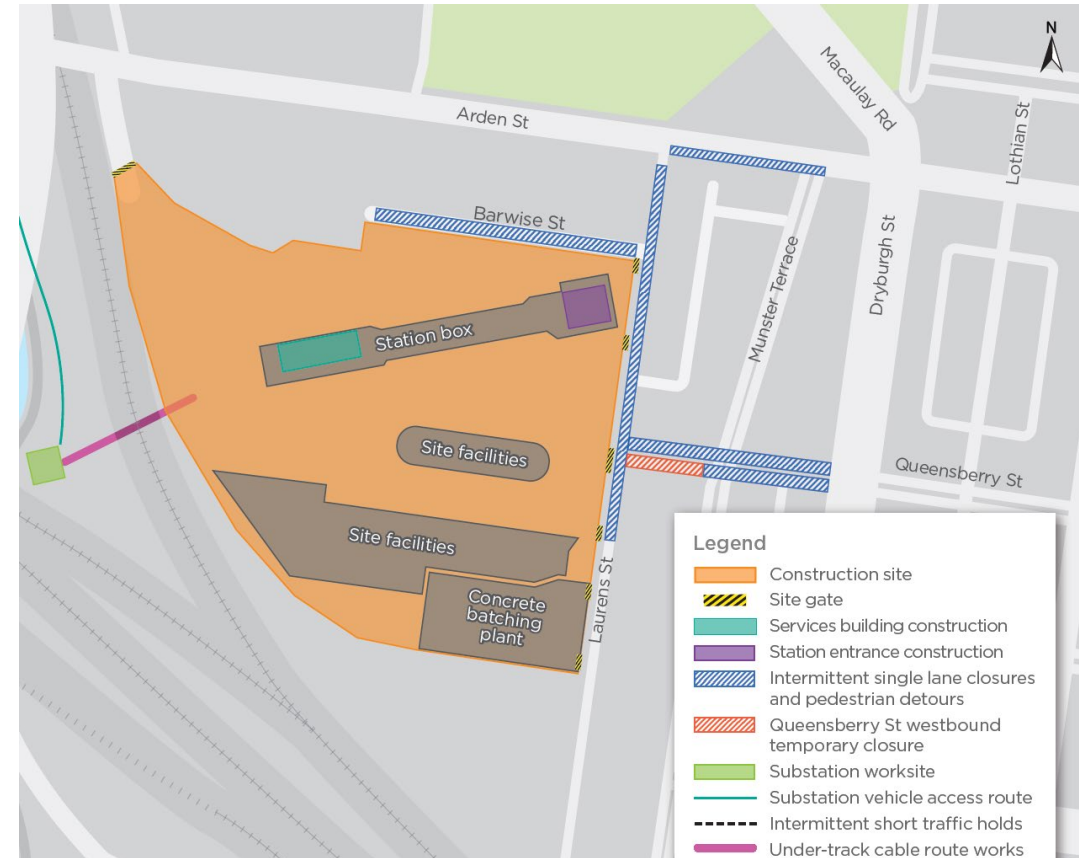 N
Macaulay Rd
Arden St
Lothian St
Barwise St
Dryburgh St
Munster Terrace
Station box
Site facilities
Queensberry St
Site facilities
Concrete
batching
plant
Laurens St
Legend
Construction site
Site gate
Services building construction
Station entrance construction
Intermittent single lane closures
and pedestrian detours
Queensberry St westbound
temporary closure
Substation worksite
Substation vehicle access route
Intermittent short traffic holds
Under-track cable route works